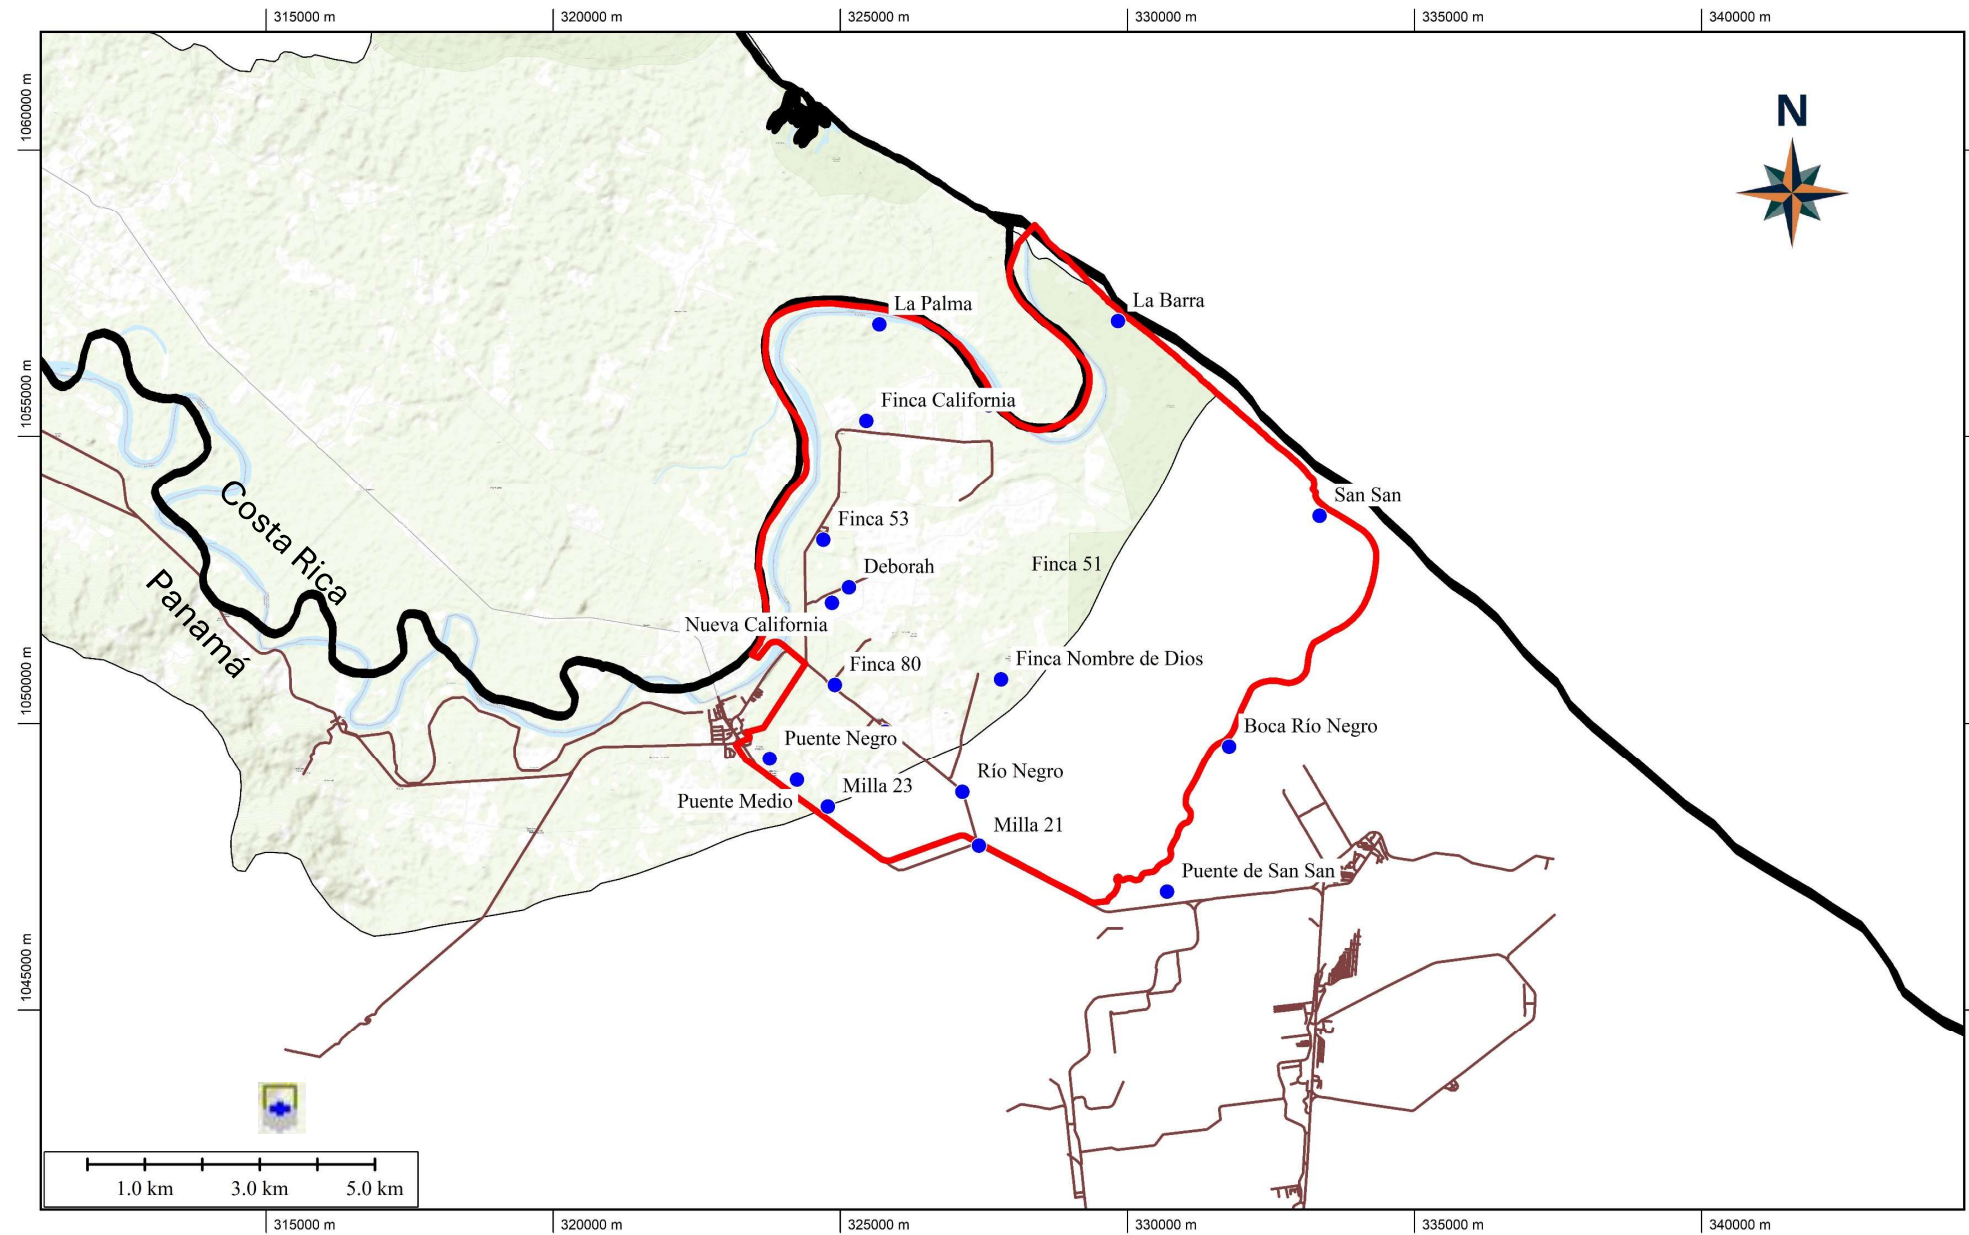 315000 m
320000 m
325000 m
330000 m
335000 m
340000 m
1060000 m
1055000 m
1050000 m
1045000 m
N
La Palma
La Barra
Finca California
San San
Costa Rica
Panamá
Finca 53
Deborah
Finca 51
Nueva California
Finca 80
Finca Nombre de Dios
Puente Negro
Boca Río Negro
Río Negro
Milla 23
Puente Medio
Milla 21
Puente de San San
1.0 km
3.0 km
5.0 km
315000 m
320000 m
325000 m
330000 m
335000 m
340000 m